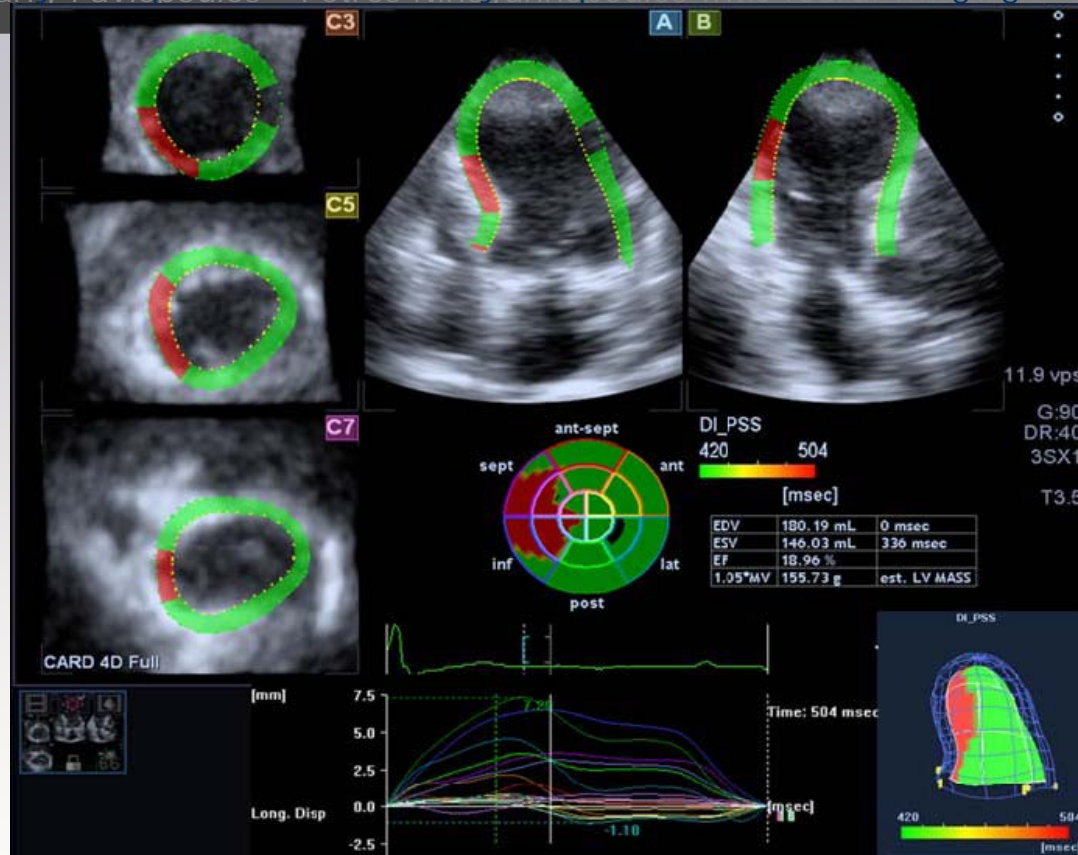 C3
A
B
C5
11.9 vps
G:90
DR:40
3SX1
T3.5
C7
DI_PSS
420 504
[msec]
ant-sept
sept
ant
inf
lat
post
EDV 180.19 mL 0 msec
ESV 146.03 mL 336 msec
EF 18.96 %
1.05*MV 155.73 g est. LV MASS
CARD 4D Full
DI_PSS
[mm]
7.5
5.0
2.5
0.0
-2.5
Time: 504 msec
Long. Disp
[msec]
-1.10
420 504
[msec]